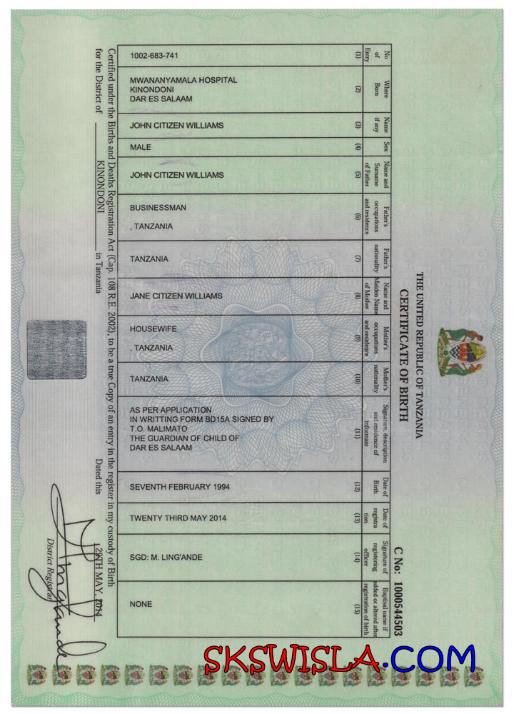 THE UNITED REPUBLIC OF TANZANIA
CERTIFICATE OF BIRTH
C No: 1000544503
No of Entry
(1)
1002-683-741
Where Born
(2)
MWANANYAMALA HOSPITAL
KINONDONI
DAR ES SALAAM
Name if any
(3)
JOHN CITIZEN WILLIAMS
Sex
(4)
MALE
Name and Surname of Father
(5)
JOHN CITIZEN WILLIAMS
Father's occupations and residence
(6)
BUSINESSMAN
, TANZANIA
Father's nationality
(7)
TANZANIA
Name and Maiden Name of Mother
(8)
JANE CITIZEN WILLIAMS
Mother's occupations and residence
(9)
HOUSEWIFE
, TANZANIA
Mother's nationality
(10)
TANZANIA
Signature, description and residence of Informant
(11)
AS PER APPLICATION
IN WRITTING FORM BD15A SIGNED BY
T.O. MALIMATO
THE GUARDIAN OF CHILD OF
DAR ES SALAAM
Date of Birth
(12)
SEVENTH FEBRUARY 1994
Date of registration
(13)
TWENTY THIRD MAY 2014
Signature of registering officer
(14)
SGD: M. LING'ANDE
Baptisal name if added or altered after registration of birth
(15)
NONE
Certified under the Births and Deaths Registration Act (Cap. 108 R.E. 2002), to be a true Copy of an entry in the register in my custody of Birth
for the District of KINONDONI in Tanzania
Dated this 28TH MAY, 2014
District Registrar
SKSWISLA.COM